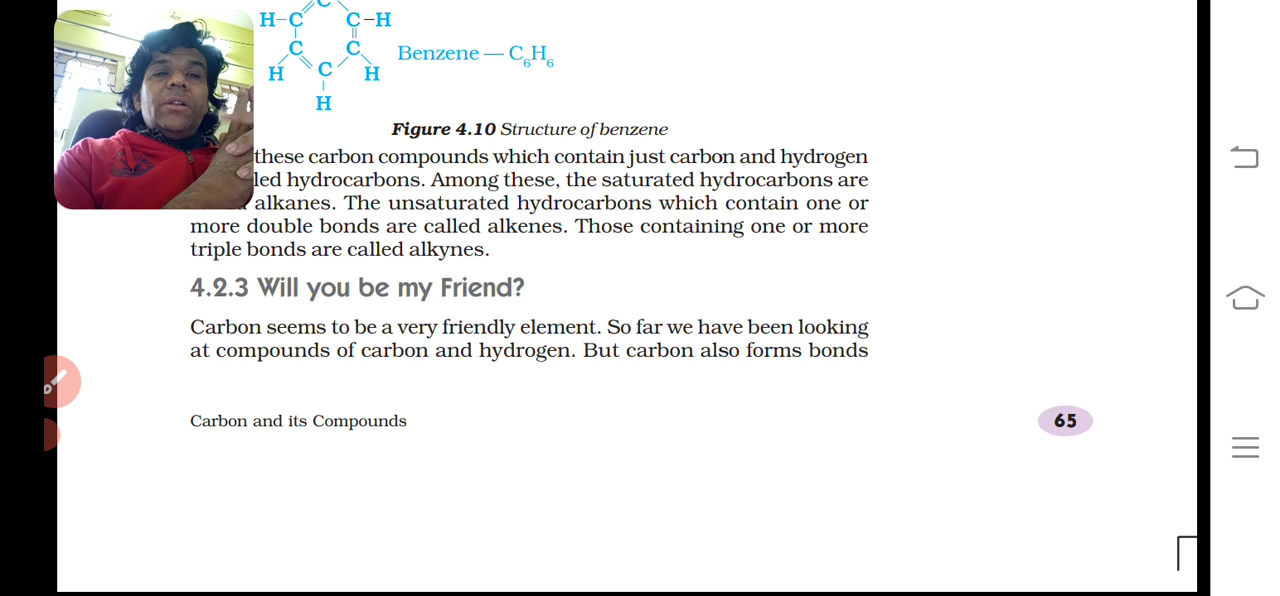 C
H–C C–H
C C
H C H
H
Benzene — C₆H₆
Figure 4.10 Structure of benzene
these carbon compounds which contain just carbon and hydrogen
led hydrocarbons. Among these, the saturated hydrocarbons are
alkanes. The unsaturated hydrocarbons which contain one or
more double bonds are called alkenes. Those containing one or more
triple bonds are called alkynes.
4.2.3 Will you be my Friend?
Carbon seems to be a very friendly element. So far we have been looking
at compounds of carbon and hydrogen. But carbon also forms bonds
Carbon and its Compounds
65